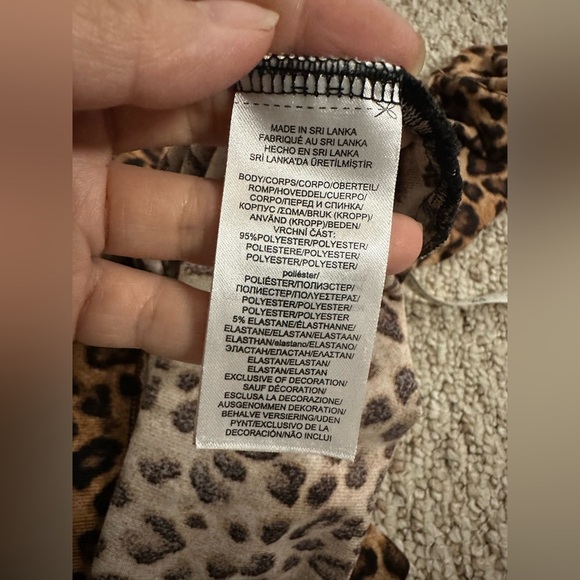 MADE IN SRI LANKA
FABRIQUÉ AU SRI LANKA
HECHO EN SRI LANKA
SRİ LANKA'DA ÜRETİLMİŞTİR
BODY/CORPS/CORPO/OBERTEIL/
ROMP/HOVEDDEL/CUERPO/
CORPO/ПЕРЕД И СПИНКА/
КОРПУС /ΣΩΜΑ/BRUK (KROPP)/
ANVÄND (KROPP)/BEDEN/
VRCHNÍ ČÁST:
95%POLYESTER/POLYESTER/
POLIESTERE/POLYESTER/
POLYESTER/POLYESTER/
poliéster/
POLIÉSTER/ПОЛИЭСТЕР/
ПОЛИЕСТЕР/ΠΟΛΥΕΣΤΕΡΑΣ/
POLYESTER/POLYESTER/
POLYESTER/POLYESTER
5% ELASTANE/ÉLASTHANNE/
ELASTANE/ELASTAN/ELASTAAN/
ELASTHAN/elastano/ELASTANO/
ЭЛАСТАН/ЕЛАСТАН/ΕΛΑΣΤΑΝ/
ELASTAN/ELASTAN/
ELASTAN/ELASTAN
EXCLUSIVE OF DECORATION/
SAUF DÉCORATION/
ESCLUSA LA DECORAZIONE/
AUSGENOMMEN DEKORATION/
BEHALVE VERSIERING/UDEN
PYNT/EXCLUSIVO DE LA
DECORACIÓN/NÃO INCLUI